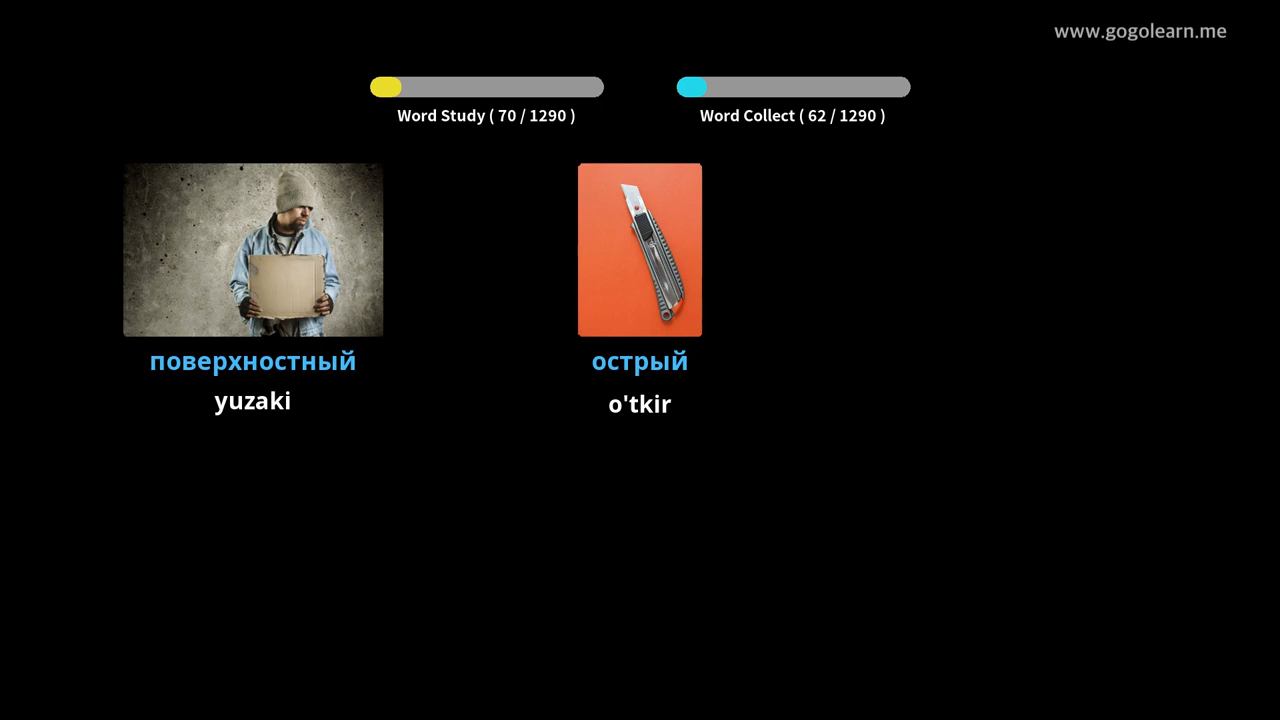 www.gogolearn.me
Word Study ( 70 / 1290 )
Word Collect ( 62 / 1290 )
поверхностный
yuzaki
острый
o'tkir